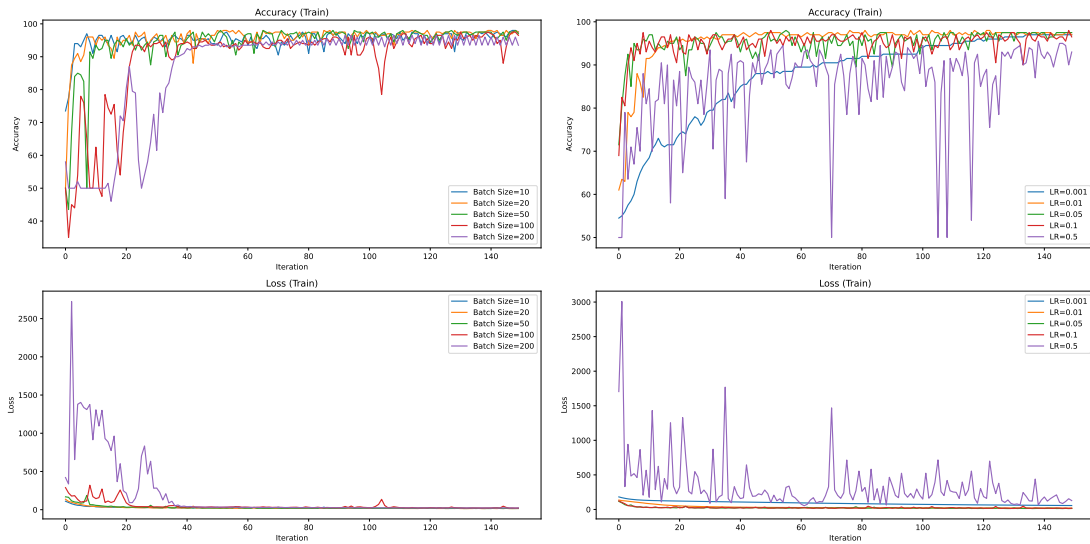 Accuracy (Train)
100
90
80
70
60
50
40
Accuracy
0
20
40
60
80
100
120
140
Iteration
Batch Size=10
Batch Size=20
Batch Size=50
Batch Size=100
Batch Size=200
Accuracy (Train)
100
90
80
70
60
50
Accuracy
0
20
40
60
80
100
120
140
Iteration
LR=0.001
LR=0.01
LR=0.05
LR=0.1
LR=0.5
Loss (Train)
2500
2000
1500
1000
500
0
Loss
0
20
40
60
80
100
120
140
Iteration
Batch Size=10
Batch Size=20
Batch Size=50
Batch Size=100
Batch Size=200
Loss (Train)
3000
2500
2000
1500
1000
500
0
Loss
0
20
40
60
80
100
120
140
Iteration
LR=0.001
LR=0.01
LR=0.05
LR=0.1
LR=0.5